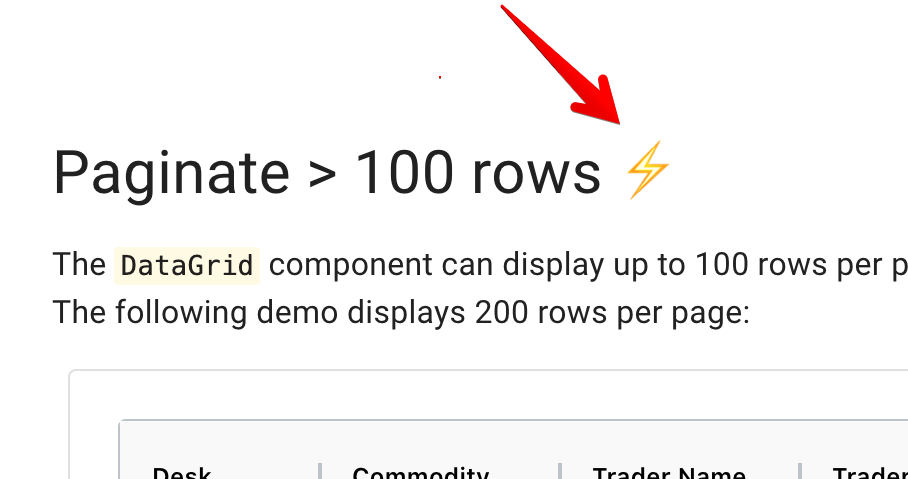 Paginate > 100 rows ⚡
The DataGrid component can display up to 100 rows per
The following demo displays 200 rows per page:
Desk Commodity Trader Name Trader